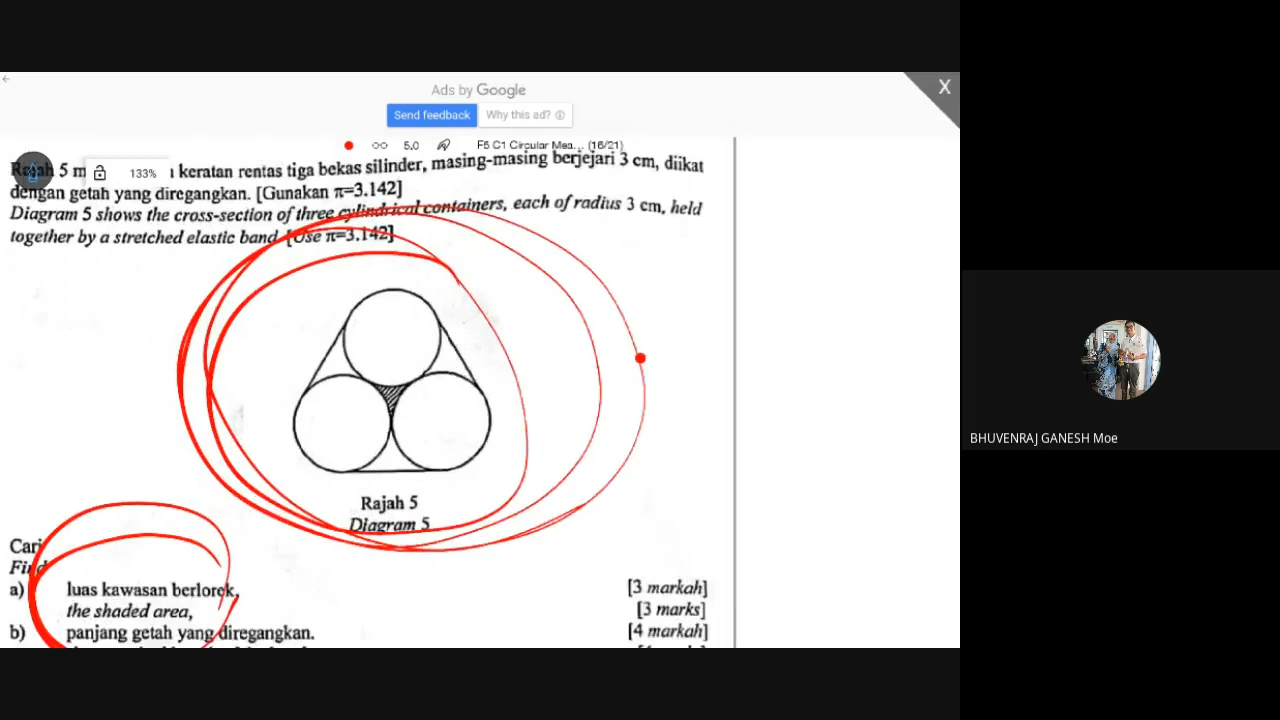 Ads by Google
Send feedback
Why this ad?
X
5.0
F5 C1 Circular Mea... (16/21)
133%
5 m keratan rentas tiga bekas silinder, masing-masing berjejari 3 cm, diikat
dengan getah yang diregangkan. [Gunakan π=3.142]
Diagram 5 shows the cross-section of three cylindrical containers, each of radius 3 cm, held
together by a stretched elastic band. [Use π=3.142]
Rajah 5
Diagram 5
Cari
Find
a) luas kawasan berlorek, [3 markah]
the shaded area, [3 marks]
b) panjang getah yang diregangkan. [4 markah]
BHUVENRAJ GANESH Moe